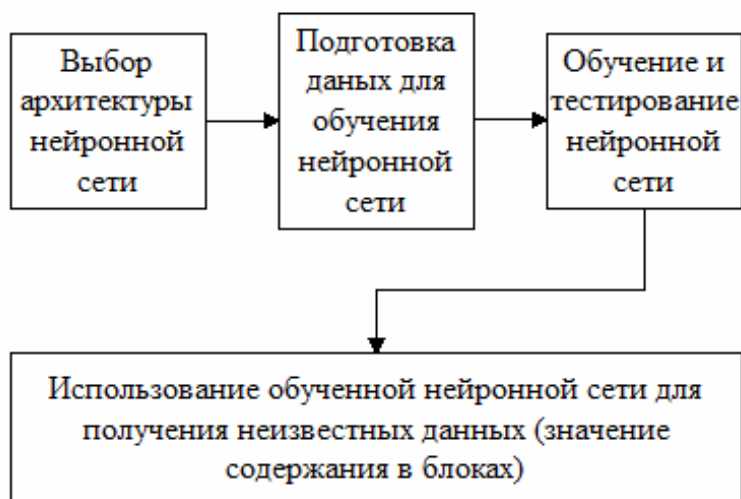 Выбор
архитектуры
нейронной
сети
Подготовка
даных для
обучения
нейронной
сети
Обучение и
тестирование
нейронной
сети
Использование обученной нейронной сети для
получения неизвестных данных (значение
содержания в блоках)